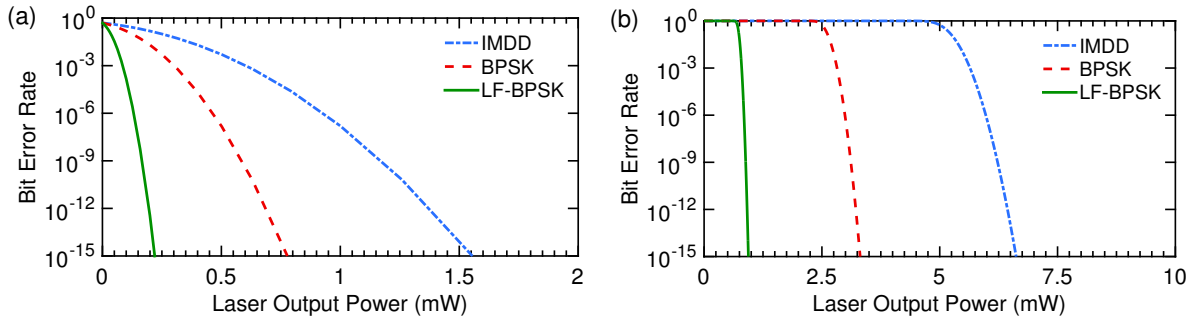 (a)
Bit Error Rate
10^0
10^-3
10^-6
10^-9
10^-12
10^-15
0 0.5 1 1.5 2
Laser Output Power (mW)
IMDD
BPSK
LF-BPSK
(b)
Bit Error Rate
10^0
10^-3
10^-6
10^-9
10^-12
10^-15
0 2.5 5 7.5 10
Laser Output Power (mW)
IMDD
BPSK
LF-BPSK